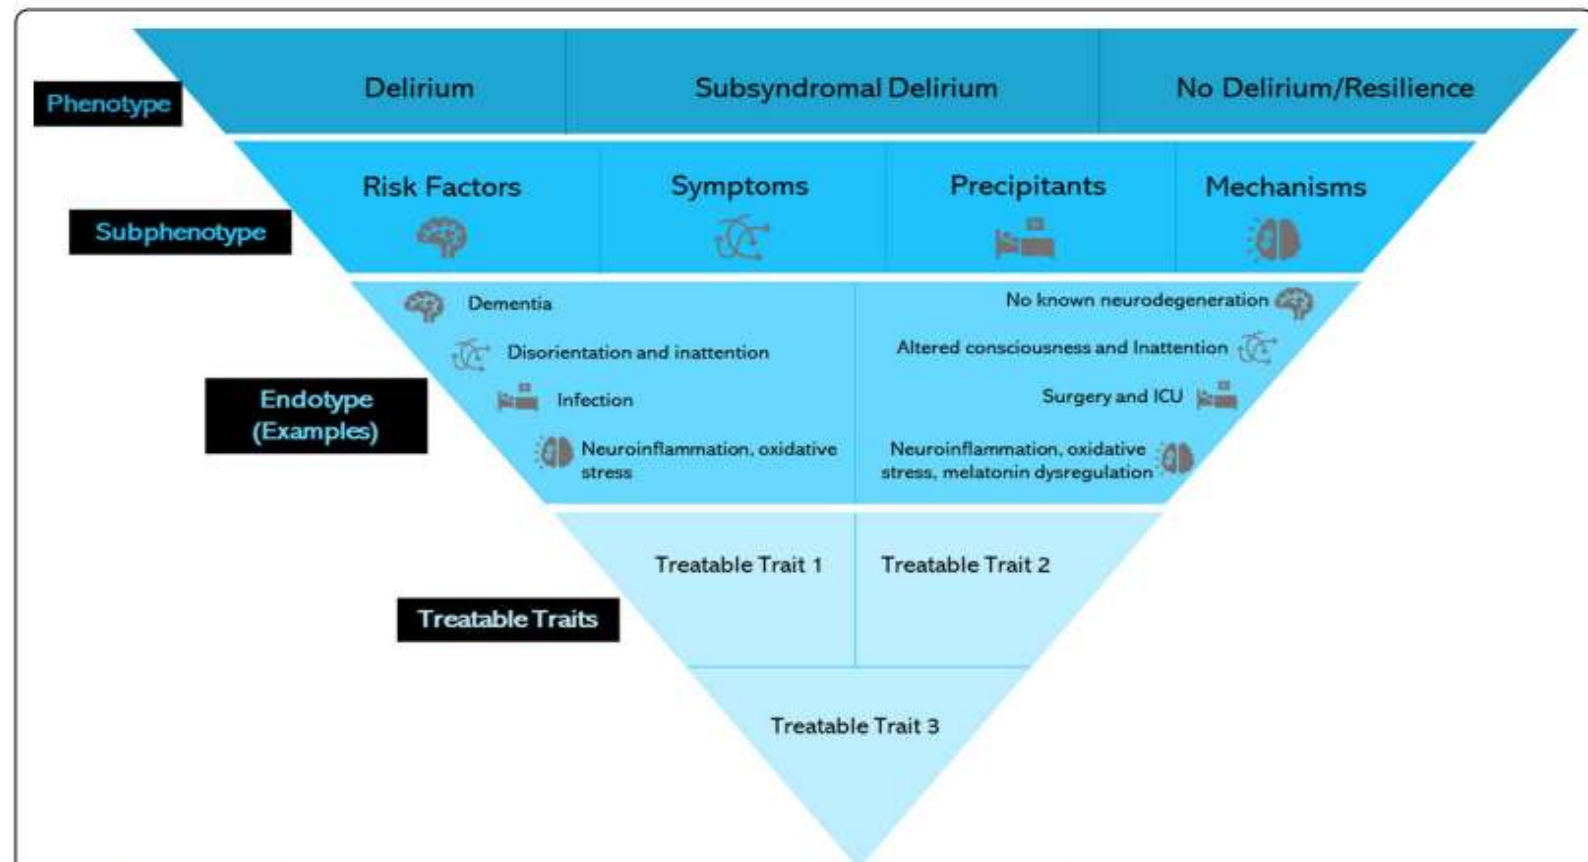 Phenotype
Delirium
Subsyndromal Delirium
No Delirium/Resilience
Subphenotype
Risk Factors
Symptoms
Precipitants
Mechanisms
Endotype
(Examples)
Dementia
Disorientation and inattention
Infection
Neuroinflammation, oxidative
stress
No known neurodegeneration
Altered consciousness and Inattention
Surgery and ICU
Neuroinflammation, oxidative
stress, melatonin dysregulation
Treatable Traits
Treatable Trait 1
Treatable Trait 2
Treatable Trait 3